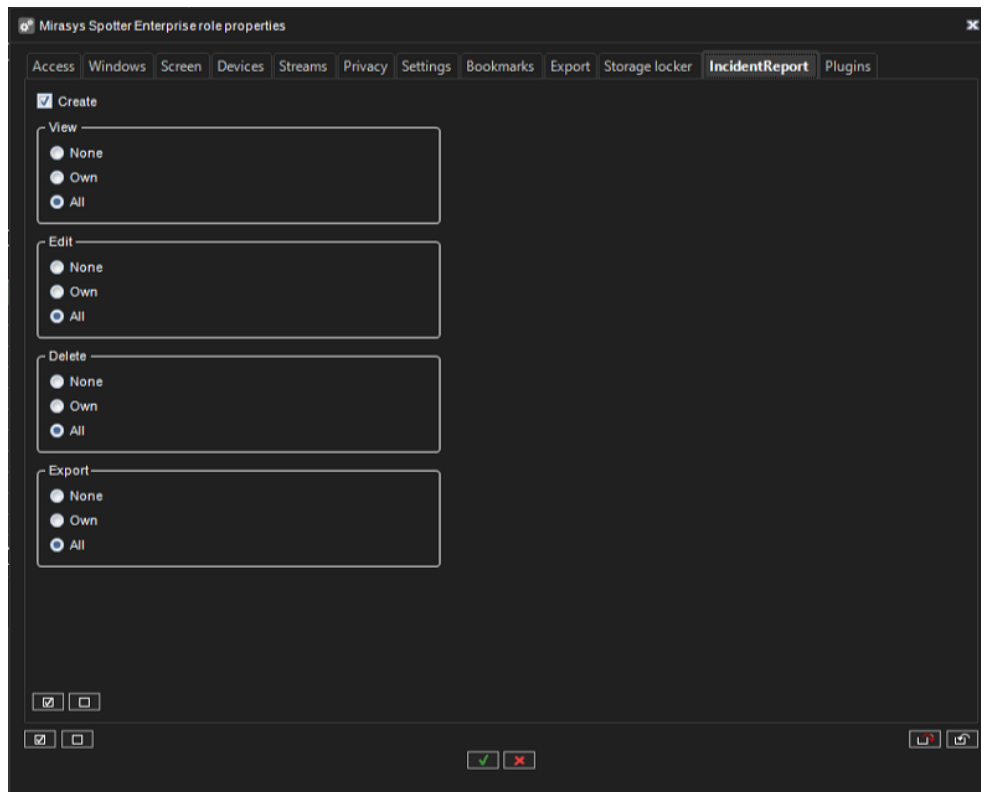 Mirasys Spotter Enterprise role properties
Access Windows Screen Devices Streams Privacy Settings Bookmarks Export Storage locker IncidentReport Plugins
Create
View
None
Own
All
Edit
None
Own
All
Delete
None
Own
All
Export
None
Own
All